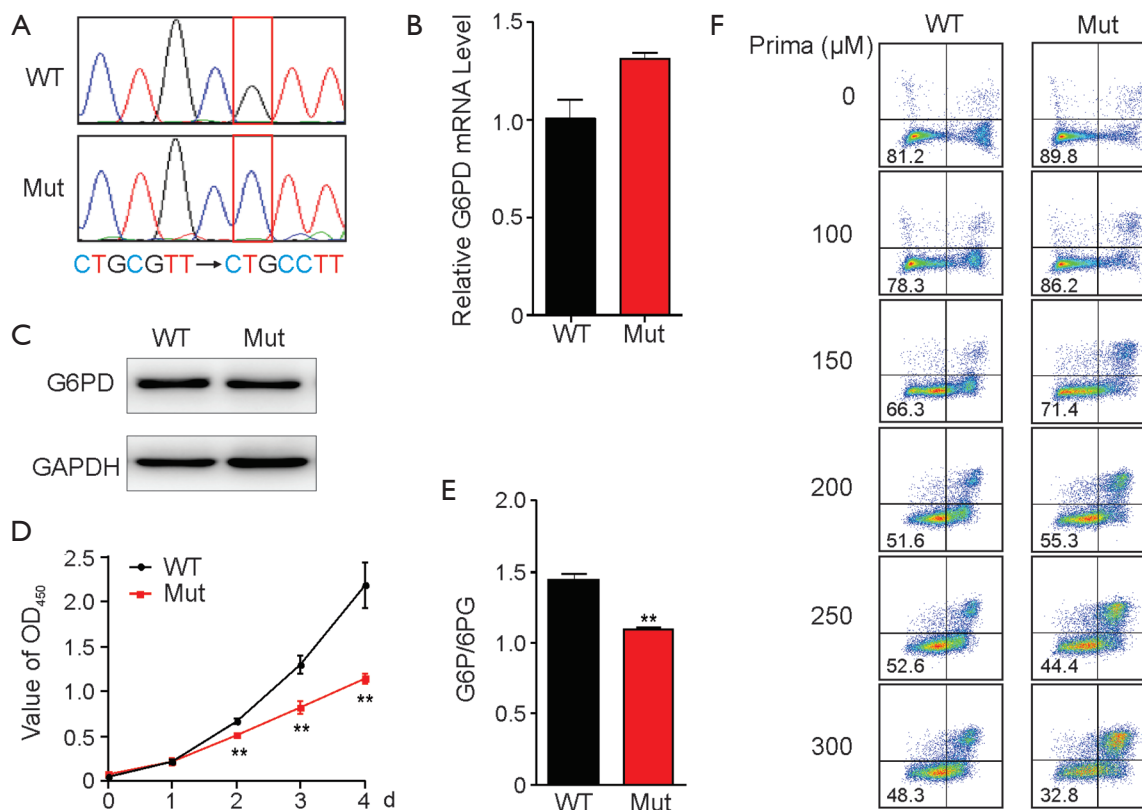 A
WT
Mut
CTGCGTT→CTGCCTT
B
Relative G6PD mRNA Level
1.5
1.0
0.5
0
WT Mut
C
WT Mut
G6PD
GAPDH
D
Value of OD450
2.5
2.0
1.5
1.0
0.5
0
WT
Mut
**
**
**
0 1 2 3 4 d
E
G6P/6PG
2.0
1.5
1.0
0.5
0
**
WT Mut
F
WT Mut
Prima (µM)
0
81.2 89.8
100
78.3 86.2
150
66.3 71.4
200
51.6 55.3
250
52.6 44.4
300
48.3 32.8